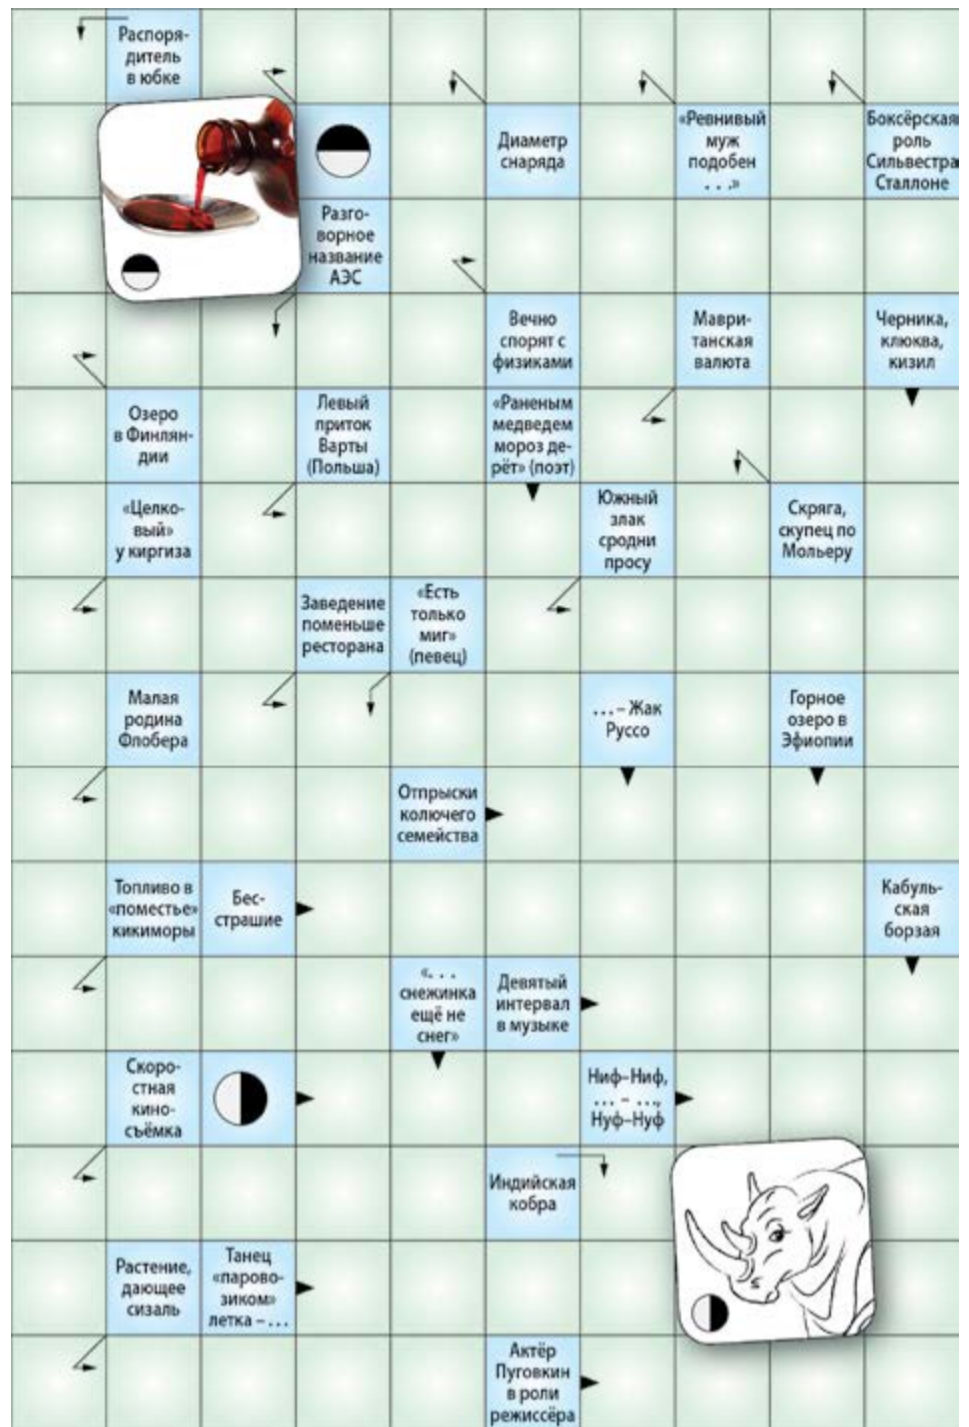 Распоря-
дитель
в юбке
Диаметр
снаряда
«Ревнивый
муж
подобен
. . .»
Боксёрская
роль
Сильвестра
Сталлоне
Разго-
ворное
название
АЭС
Вечно
спорят с
физиками
Маври-
танская
валюта
Черника,
клюква,
кизил
Озеро
в Финлян-
дии
Левый
приток
Варты
(Польша)
«Раненым
медведем
мороз де-
рёт» (поэт)
«Целко-
вый»
у киргиза
Южный
злак
сродни
просу
Скряга,
скупец по
Мольеру
Заведение
поменьше
ресторана
«Есть
только
миг»
(певец)
Малая
родина
Флобера
. . . – Жак
Руссо
Горное
озеро в
Эфиопии
Отпрыски
колючего
семейства
Топливо в
«поместье»
кикиморы
Бес-
страшие
Кабуль-
ская
борзая
«. . .
снежинка
ещё не
снег»
Девятый
интервал
в музыке
Скоро-
стная
кино-
съёмка
Ниф–Ниф,
. . . – . . .,
Нуф–Нуф
Индийская
кобра
Растение,
дающее
сизаль
Танец
«парово-
зиком»
летка – . . .
Актёр
Пуговкин
в роли
режиссёра